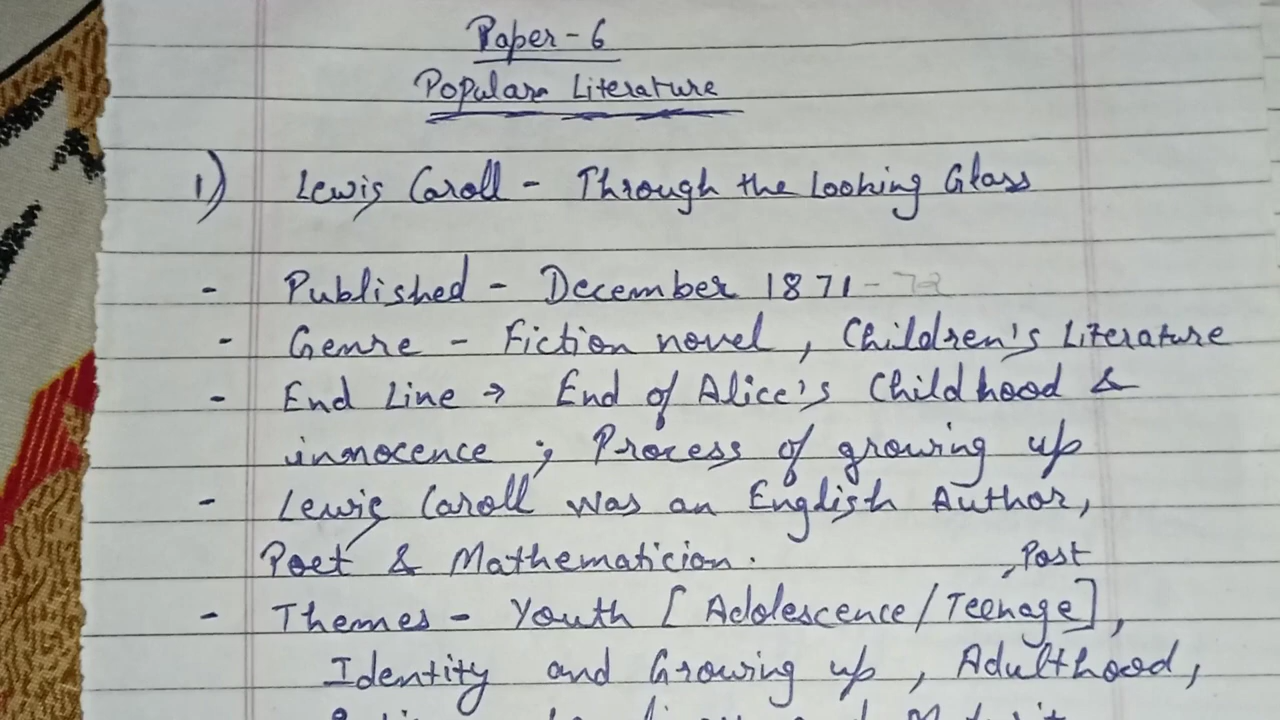 Paper - 6
Popular Literature
1) Lewis Caroll - Through the Looking Glass
- Published - December 1871 - 72
- Genre - Fiction novel, Children's Literature
- End Line → End of Alice's Childhood &
innocence ; Process of growing up
- Lewis Caroll was an English Author,
Poet & Mathematician.
, Post
- Themes - Youth [Adolescence/Teenage],
Identity and Growing up, Adulthood,